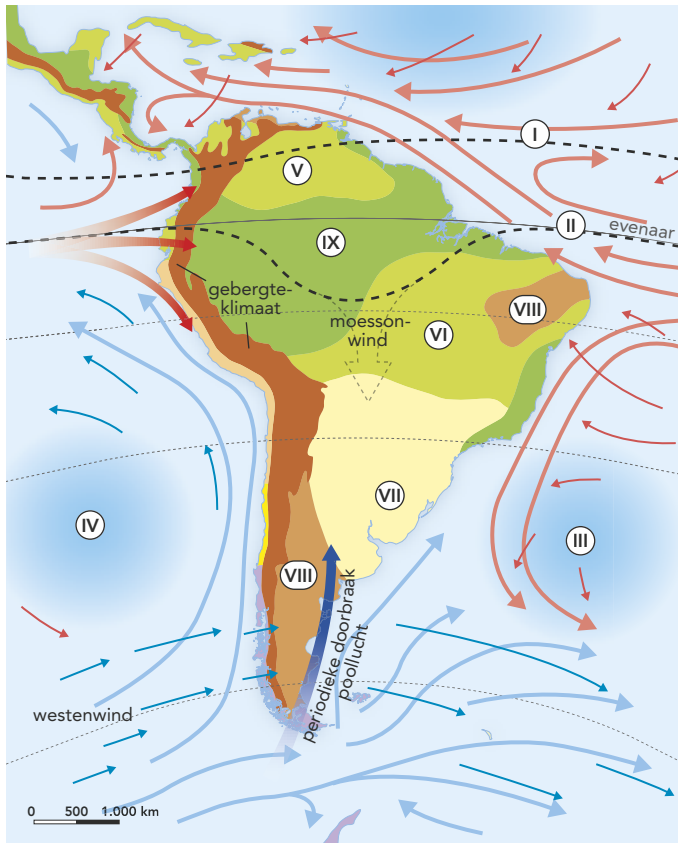 I
V
II
evenaar
IX
gebergte-
klimaat
moesson-
wind
VIII
VI
VII
IV
III
VIII
periodieke doorbraak
poollucht
westenwind
0 500 1.000 km